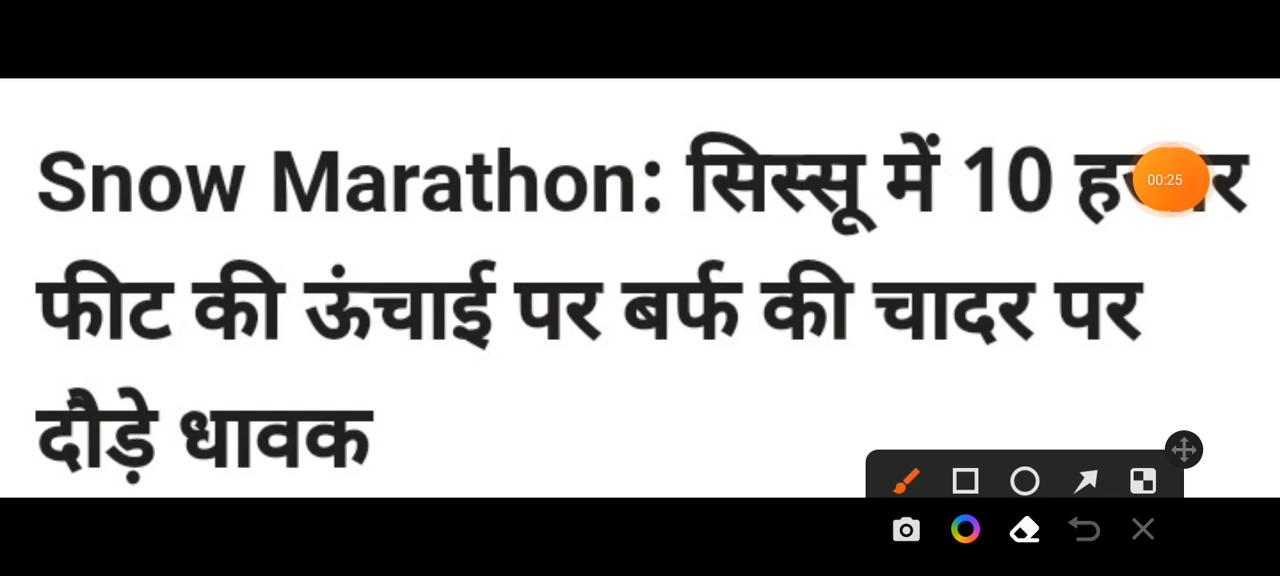 Snow Marathon: सिस्सू में 10
00:25
फीट की ऊंचाई पर बर्फ की चादर पर
दौड़े धावक